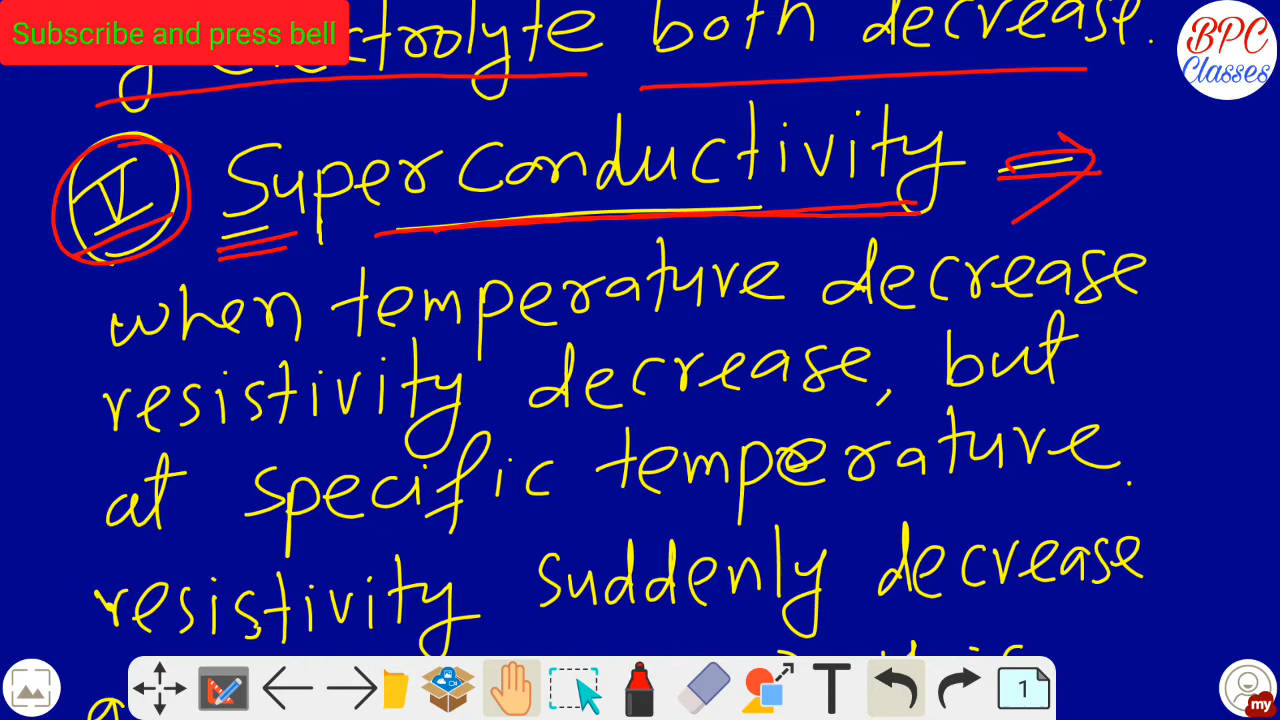 Subscribe and press bell
electrolyte both decrease.
BPC
Classes
V Superconductivity ⇒
when temperature decrease
resistivity decrease, but
at specific temperature.
resistivity suddenly decrease
T
1
my